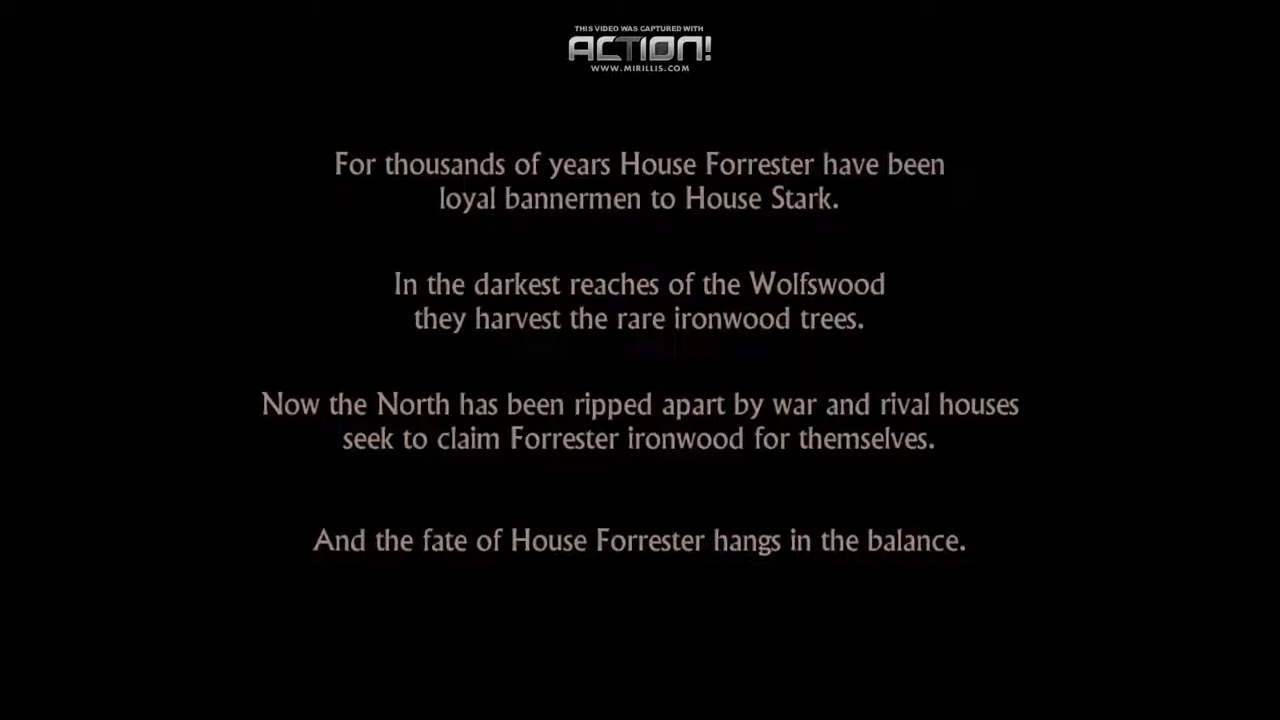 THIS VIDEO WAS CAPTURED WITH
ACTION!
WWW.MIRILLIS.COM
For thousands of years House Forrester have been
loyal bannermen to House Stark.
In the darkest reaches of the Wolfswood
they harvest the rare ironwood trees.
Now the North has been ripped apart by war and rival houses
seek to claim Forrester ironwood for themselves.
And the fate of House Forrester hangs in the balance.